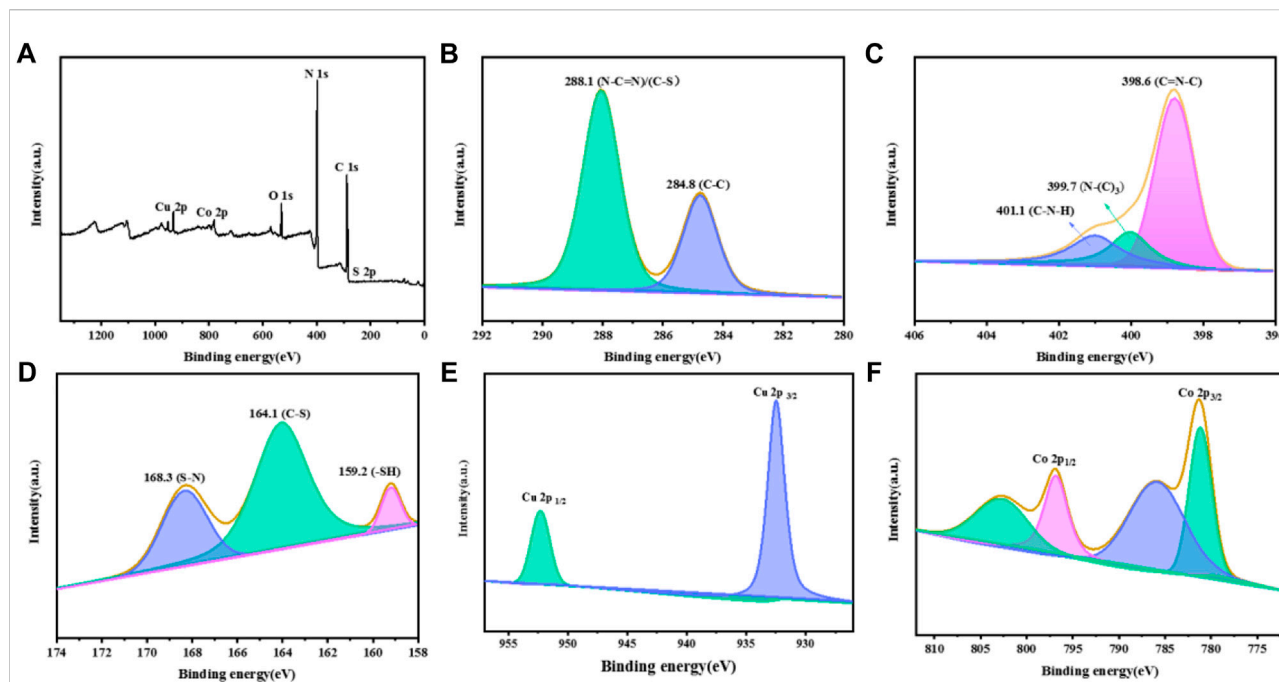 A
N 1s
C 1s
O 1s
Cu 2p
Co 2p
S 2p
Intensity(a.u.)
1200 1000 800 600 400 200 0
Binding energy(eV)
B
288.1 (N-C=N)/(C-S)
284.8 (C-C)
Intensity(a.u.)
292 290 288 286 284 282 280
Binding energy(eV)
C
398.6 (C=N-C)
399.7 (N-(C)3)
401.1 (C-N-H)
Intensity(a.u.)
406 404 402 400 398 396
Binding energy(eV)
D
164.1 (C-S)
168.3 (S-N)
159.2 (-SH)
Intensity(a.u.)
174 172 170 168 166 164 162 160 158
Binding energy(eV)
E
Cu 2p 3/2
Cu 2p 1/2
Intensity(a.u.)
955 950 945 940 935 930
Binding energy(eV)
F
Co 2p3/2
Co 2p1/2
Intensity(a.u.)
810 805 800 795 790 785 780 775
Binding energy(eV)